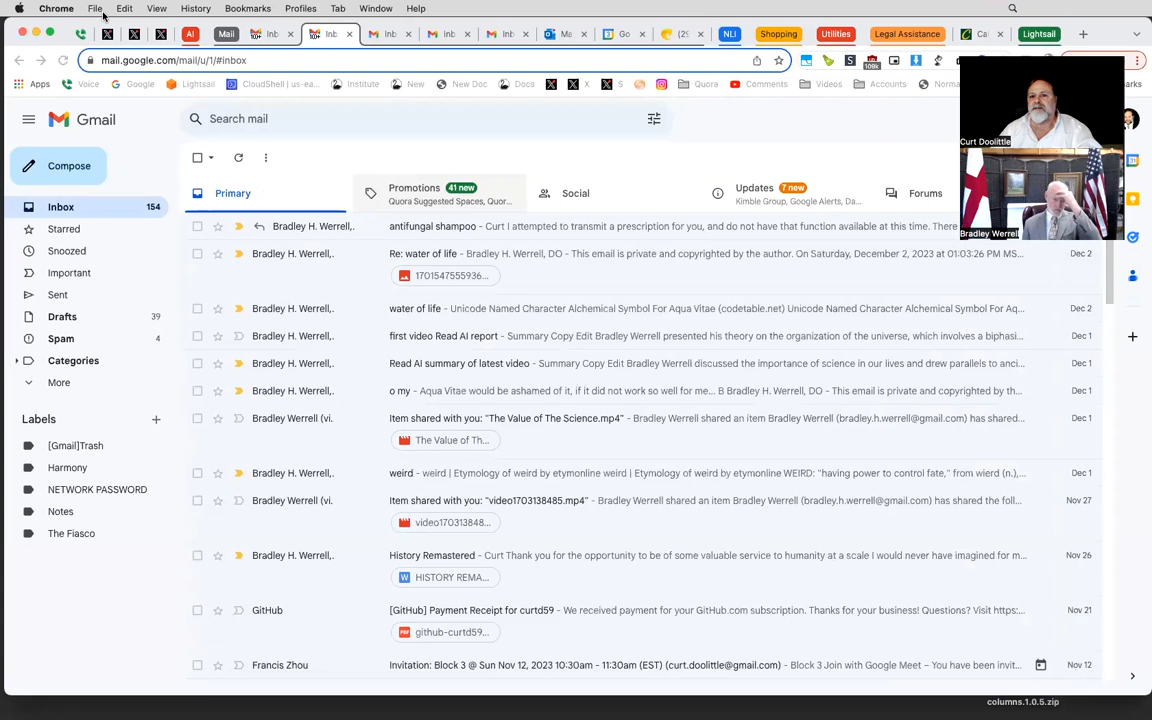 Chrome File Edit View History Bookmarks Profiles Tab Window Help
AI Mail Inb Inb Inb Inb Inb Ma Go (29 NLI Shopping Utilities Legal Assistance Ca Lightsail
mail.google.com/mail/u/1/#inbox
109k
Apps Voice Google Lightsail CloudShell | us-ea... Institute New New Doc Docs X X S Quora Comments Videos Accounts Norma
Gmail
Search mail
Curt Doolittle
Compose
Primary
Promotions 41 new
Quora Suggested Spaces, Quor...
Social
Updates 7 new
Kimble Group, Google Alerts, Da...
Forums
Bradley Werrell
Inbox 154
Starred
Snoozed
Important
Sent
Drafts 39
Spam 4
Categories
More
Labels
[Gmail]Trash
Harmony
NETWORK PASSWORD
Notes
The Fiasco
Bradley H. Werrell,. antifungal shampoo - Curt I attempted to transmit a prescription for you, and do not have that function available at this time. There
Bradley H. Werrell,. Re: water of life - Bradley H. Werrell, DO - This email is private and copyrighted by the author. On Saturday, December 2, 2023 at 01:03:26 PM MS... Dec 2
1701547555936...
Bradley H. Werrell,. water of life - Unicode Named Character Alchemical Symbol For Aqua Vitae (codetable.net) Unicode Named Character Alchemical Symbol For Aq... Dec 2
Bradley H. Werrell,. first video Read AI report - Summary Copy Edit Bradley Werrell presented his theory on the organization of the universe, which involves a biphasi... Dec 1
Bradley H. Werrell,. Read AI summary of latest video - Summary Copy Edit Bradley Werrell discussed the importance of science in our lives and drew parallels to anci... Dec 1
Bradley H. Werrell,. o my - Aqua Vitae would be ashamed of it, if it did not work so well for me... B Bradley H. Werrell, DO - This email is private and copyrighted by th... Dec 1
Bradley Werrell (vi. Item shared with you: "The Value of The Science.mp4" - Bradley Werrell shared an item Bradley Werrell (bradley.h.werrell@gmail.com) has shared... Dec 1
The Value of Th...
Bradley H. Werrell,. weird - weird | Etymology of weird by etymonline weird | Etymology of weird by etymonline WEIRD: "having power to control fate," from wierd (n.),... Dec 1
Bradley Werrell (vi. Item shared with you: "video1703138485.mp4" - Bradley Werrell shared an item Bradley Werrell (bradley.h.werrell@gmail.com) has shared the foll... Nov 27
video170313848...
Bradley H. Werrell,. History Remastered - Curt Thank you for the opportunity to be of some valuable service to humanity at a scale I would never have imagined for m... Nov 26
HISTORY REMA...
GitHub [GitHub] Payment Receipt for curtd59 - We received payment for your GitHub.com subscription. Thanks for your business! Questions? Visit https:... Nov 21
PDF github-curtd59...
Francis Zhou Invitation: Block 3 @ Sun Nov 12, 2023 10:30am - 11:30am (EST) (curt.doolittle@gmail.com) - Block 3 Join with Google Meet – You have been invit... Nov 12
columns.1.0.5.zip